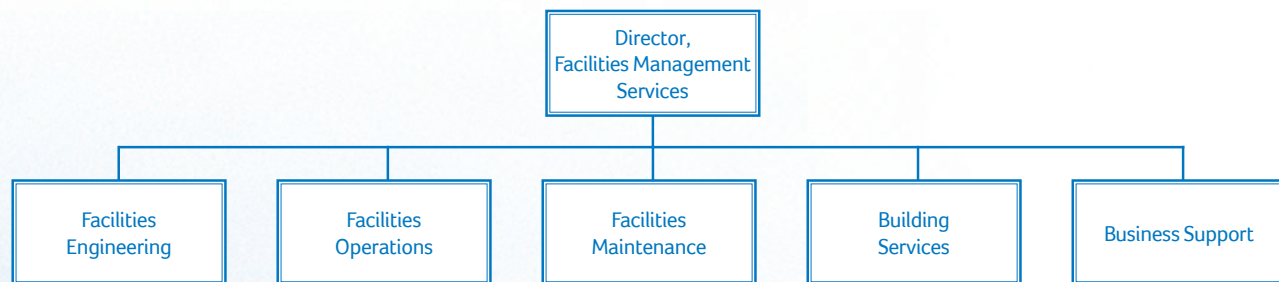 Director,
Facilities Management
Services
Facilities
Engineering
Facilities
Operations
Facilities
Maintenance
Building
Services
Business Support